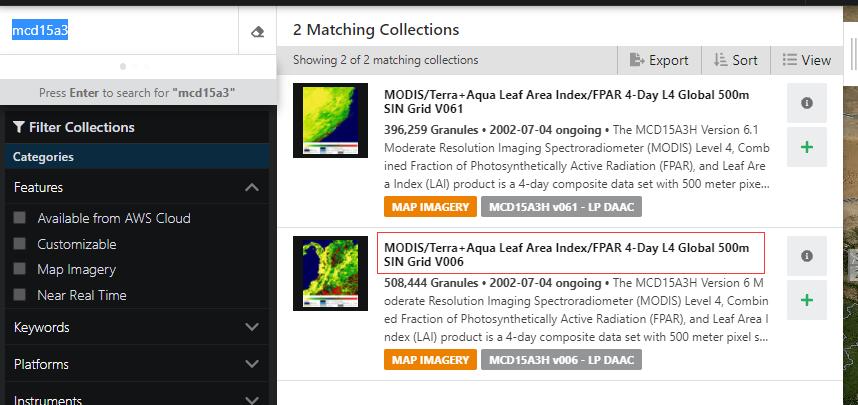 mcd15a3
Press Enter to search for "mcd15a3"
Filter Collections
Categories
Features
Available from AWS Cloud
Customizable
Map Imagery
Near Real Time
Keywords
Platforms
Instruments
2 Matching Collections
Showing 2 of 2 matching collections
Export
Sort
View
MODIS/Terra+Aqua Leaf Area Index/FPAR 4-Day L4 Global 500m
SIN Grid V061
396,259 Granules • 2002-07-04 ongoing • The MCD15A3H Version 6.1
Moderate Resolution Imaging Spectroradiometer (MODIS) Level 4, Comb
ined Fraction of Photosynthetically Active Radiation (FPAR), and Leaf Are
a Index (LAI) product is a 4-day composite data set with 500 meter pixe...
MAP IMAGERY MCD15A3H v061 - LP DAAC
MODIS/Terra+Aqua Leaf Area Index/FPAR 4-Day L4 Global 500m
SIN Grid V006
508,444 Granules • 2002-07-04 ongoing • The MCD15A3H Version 6 M
oderate Resolution Imaging Spectroradiometer (MODIS) Level 4, Combin
ed Fraction of Photosynthetically Active Radiation (FPAR), and Leaf Area I
ndex (LAI) product is a 4-day composite data set with 500 meter pixel s...
MAP IMAGERY MCD15A3H v006 - LP DAAC